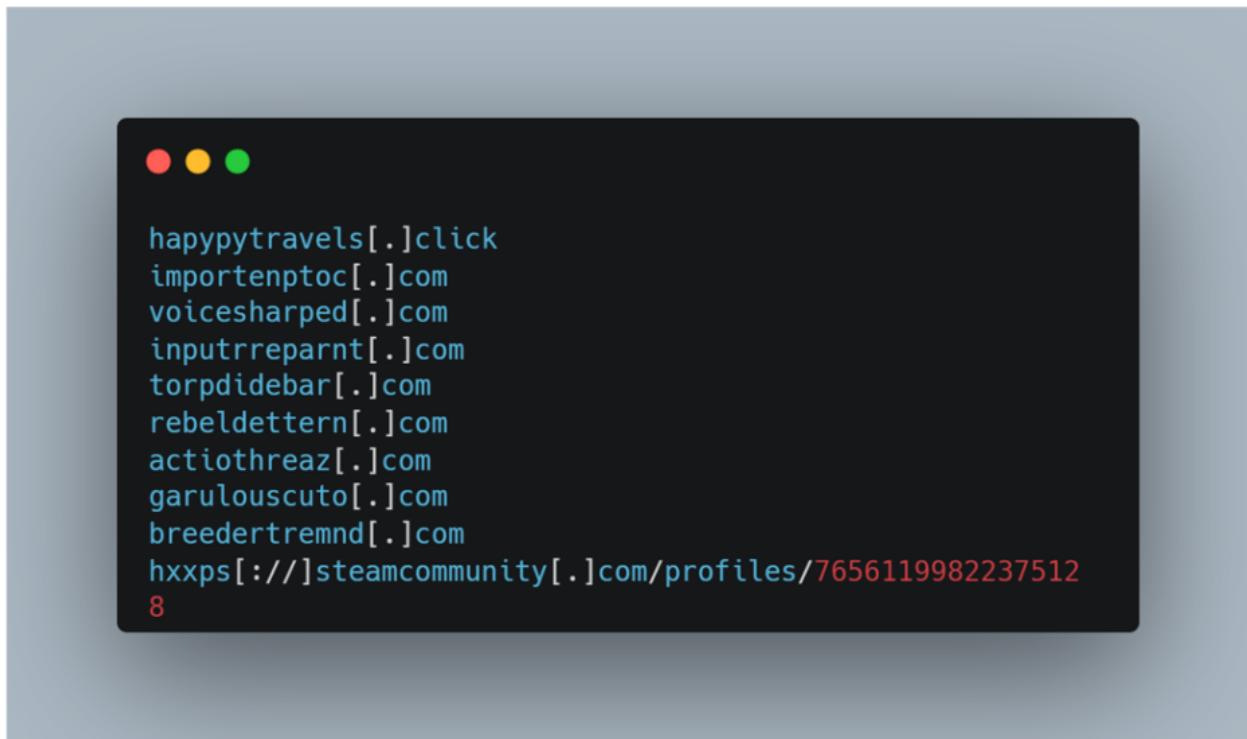 hapypytravels[.]click
importenptoc[.]com
voicesharped[.]com
inputrreparnt[.]com
torpdidebar[.]com
rebeldettern[.]com
actiothreaz[.]com
garulouscuto[.]com
breedertremnd[.]com
hxxps[://]steamcommunity[.]com/profiles/7656119982237512
8